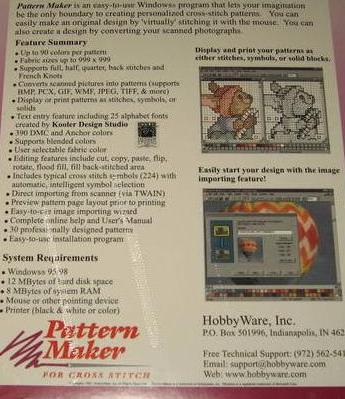 Pattern Maker is an easy-to-use Windows® program that lets your imagination
be the only boundary to creating personalized cross-stitch patterns. You can
easily make an original design by 'virtually' stitching it with the mouse. You can
also create a design by converting your scanned photographs.
Feature Summary
• Up to 90 colors per pattern
• Fabric sizes up to 999 x 999
• Supports full, half, quarter, back stitches and
French Knots
• Converts scanned pictures into patterns (supports
BMP, PCX, GIF, WMF, JPEG, TIFF, & more)
• Display or print patterns as stitches, symbols, or
solids
• Text entry feature including 25 alphabet fonts
created by Kooler Design Studio
• 390 DMC and Anchor colors
• Supports blended colors
• User selectable fabric color
• Editing features include cut, copy, paste, flip,
rotate, flood fill, fill back-stitched area
• Includes typical cross stitch symbols (224) with
automatic, intelligent symbol selection
• Direct importing from scanner (via TWAIN)
• Preview pattern page layout prior to printing
• Easy-to-use image importing wizard
• Complete online help and User's Manual
• 30 professionally designed patterns
• Easy-to-use installation program
System Requirements
• Windows® 95/98
• 12 MBytes of hard disk space
• 8 MBytes of system RAM
• Mouse or other pointing device
• Printer (black & white or color)
Pattern
Maker
FOR CROSS STITCH
Display and print your patterns as
either stitches, symbols, or solid blocks.
Easily start your design with the image
importing feature!
HobbyWare, Inc.
P.O. Box 501996, Indianapolis, IN 462
Free Technical Support: (972) 562-541
Email: support@hobbyware.com
Web: www.hobbyware.com